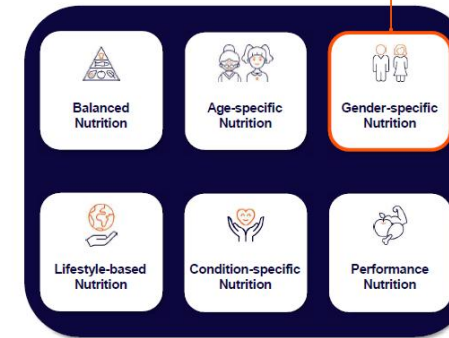 Balanced
Nutrition
Age-specific
Nutrition
Gender-specific
Nutrition
Lifestyle-based
Nutrition
Condition-specific
Nutrition
Performance
Nutrition